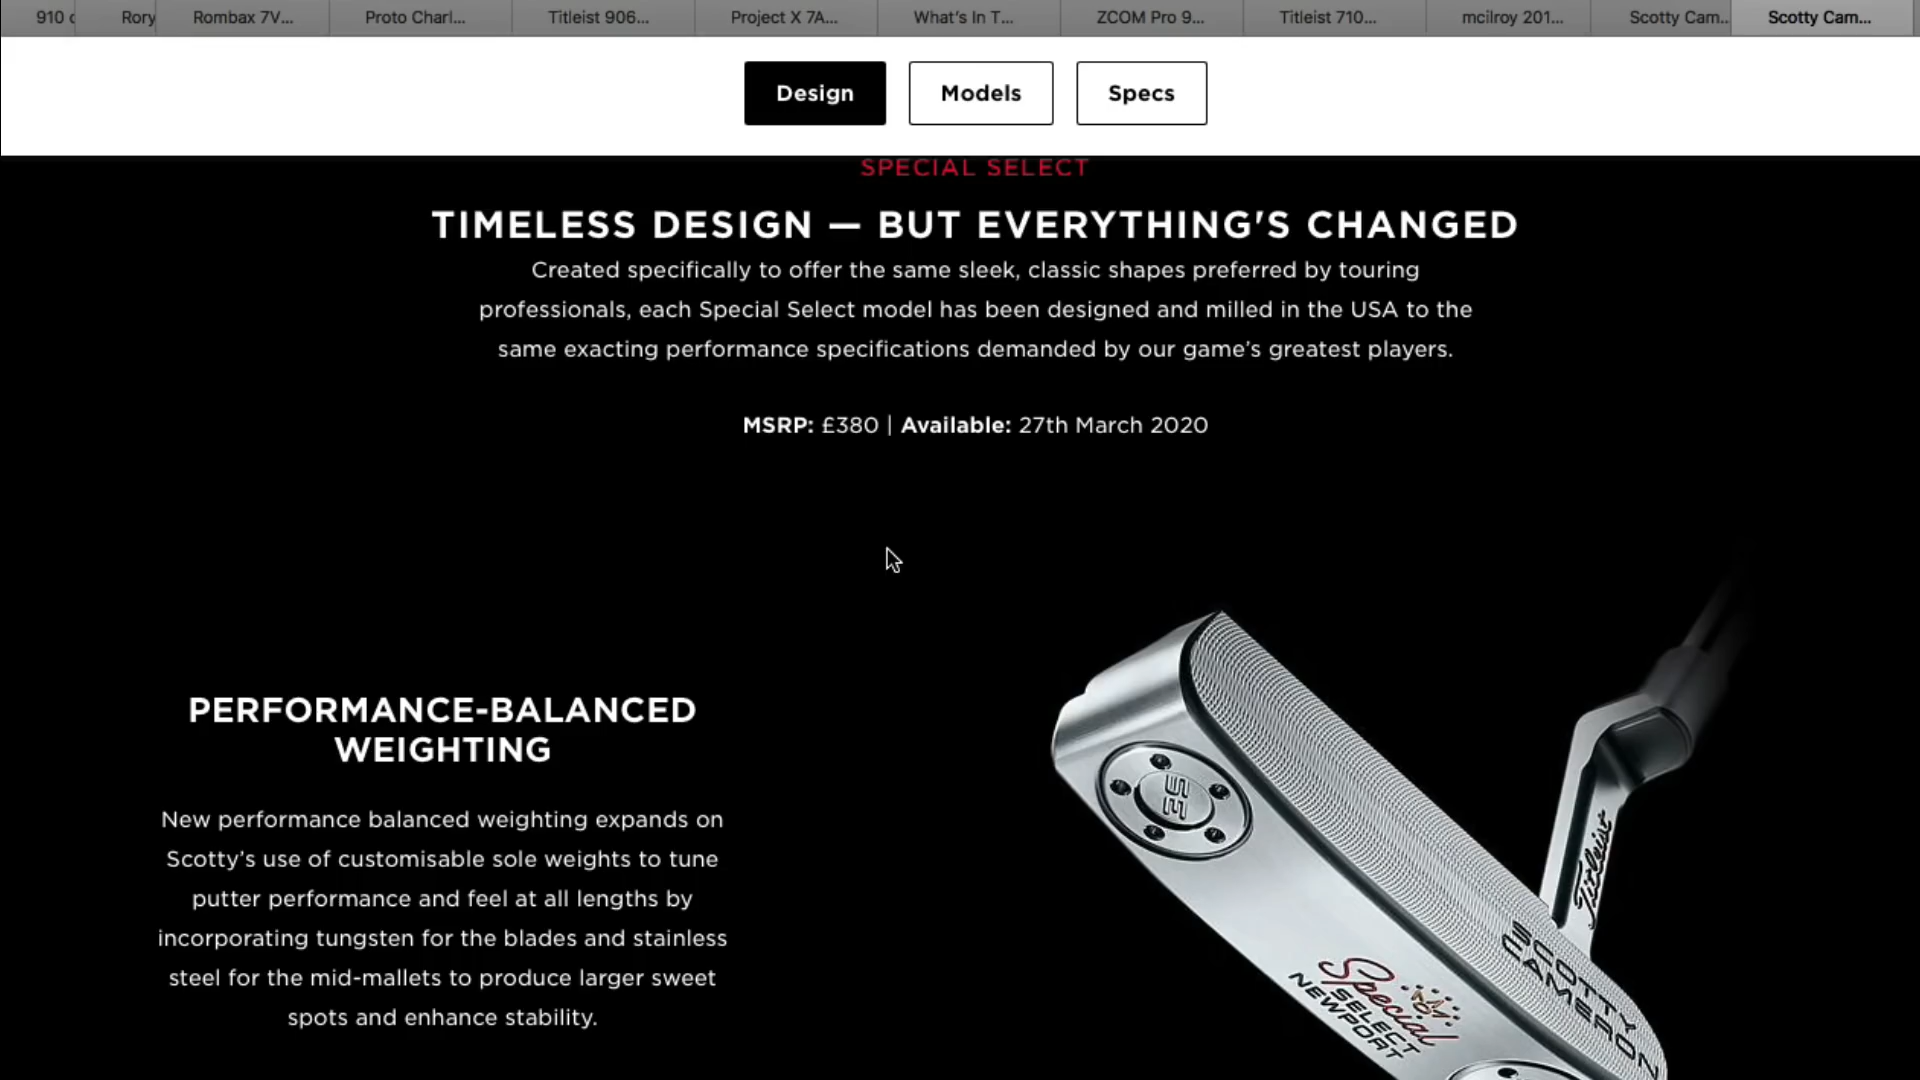 910 d
Rory
Rombax 7V...
Proto Charl...
Titleist 906...
Project X 7A...
What's In T...
ZCOM Pro 9...
Titleist 710...
mcilroy 201...
Scotty Cam..
Scotty Cam...
Design
Models
Specs
SPECIAL SELECT
TIMELESS DESIGN — BUT EVERYTHING'S CHANGED
Created specifically to offer the same sleek, classic shapes preferred by touring
professionals, each Special Select model has been designed and milled in the USA to the
same exacting performance specifications demanded by our game’s greatest players.
MSRP: £380 | Available: 27th March 2020
PERFORMANCE-BALANCED
WEIGHTING
New performance balanced weighting expands on
Scotty’s use of customisable sole weights to tune
putter performance and feel at all lengths by
incorporating tungsten for the blades and stainless
steel for the mid-mallets to produce larger sweet
spots and enhance stability.
SS
Titleist
SCOTTY
CAMERON
Special
SELECT
NEWPORT